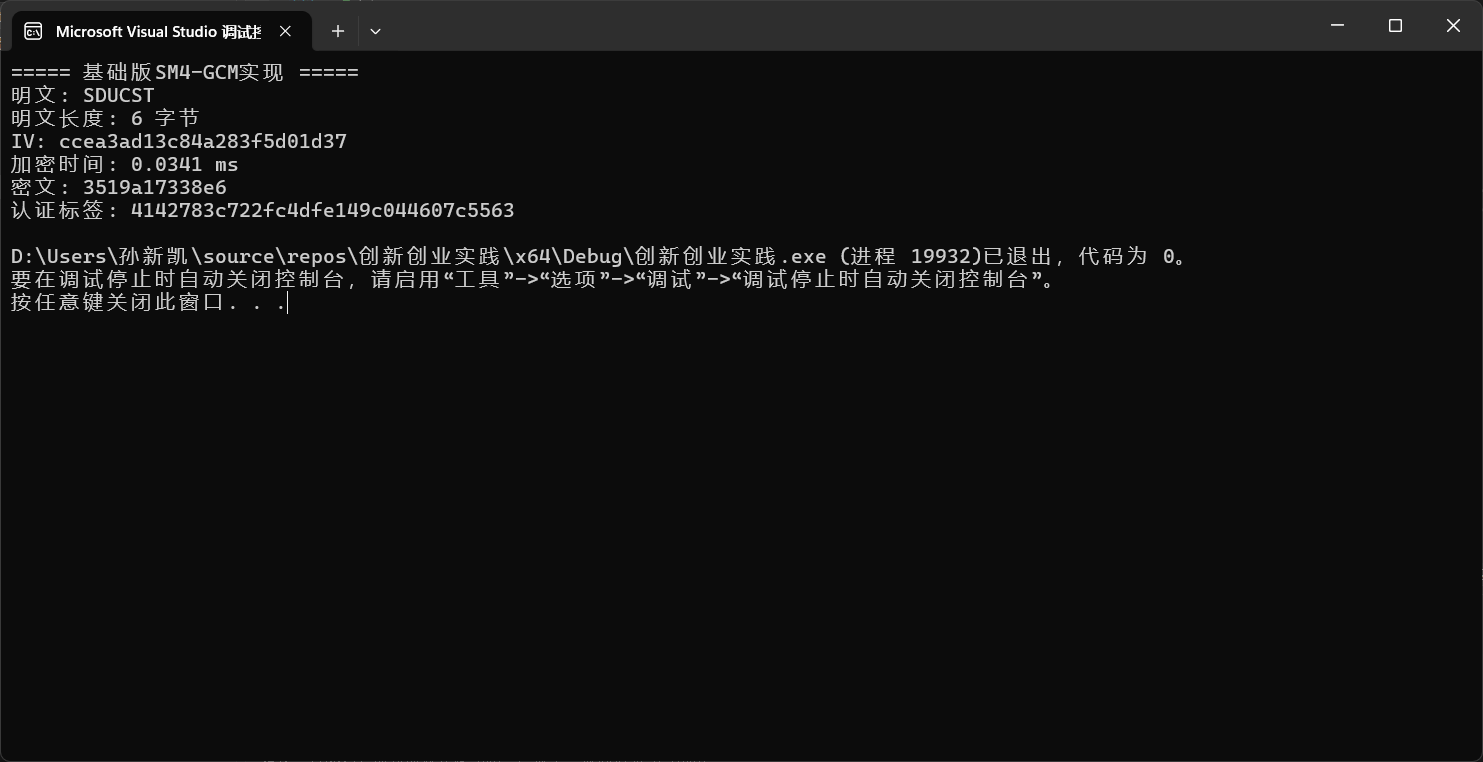 Microsoft Visual Studio 调试控
===== 基础版SM4-GCM实现 =====
明文: SDUCST
明文长度: 6 字节
IV: ccea3ad13c84a283f5d01d37
加密时间: 0.0341 ms
密文: 3519a17338e6
认证标签: 4142783c722fc4dfe149c044607c5563
D:\Users\孙新凯\source\repos\创新创业实践\x64\Debug\创新创业实践.exe (进程 19932)已退出，代码为 0。
要在调试停止时自动关闭控制台，请启用“工具”->“选项”->“调试”->“调试停止时自动关闭控制台”。
按任意键关闭此窗口. . .